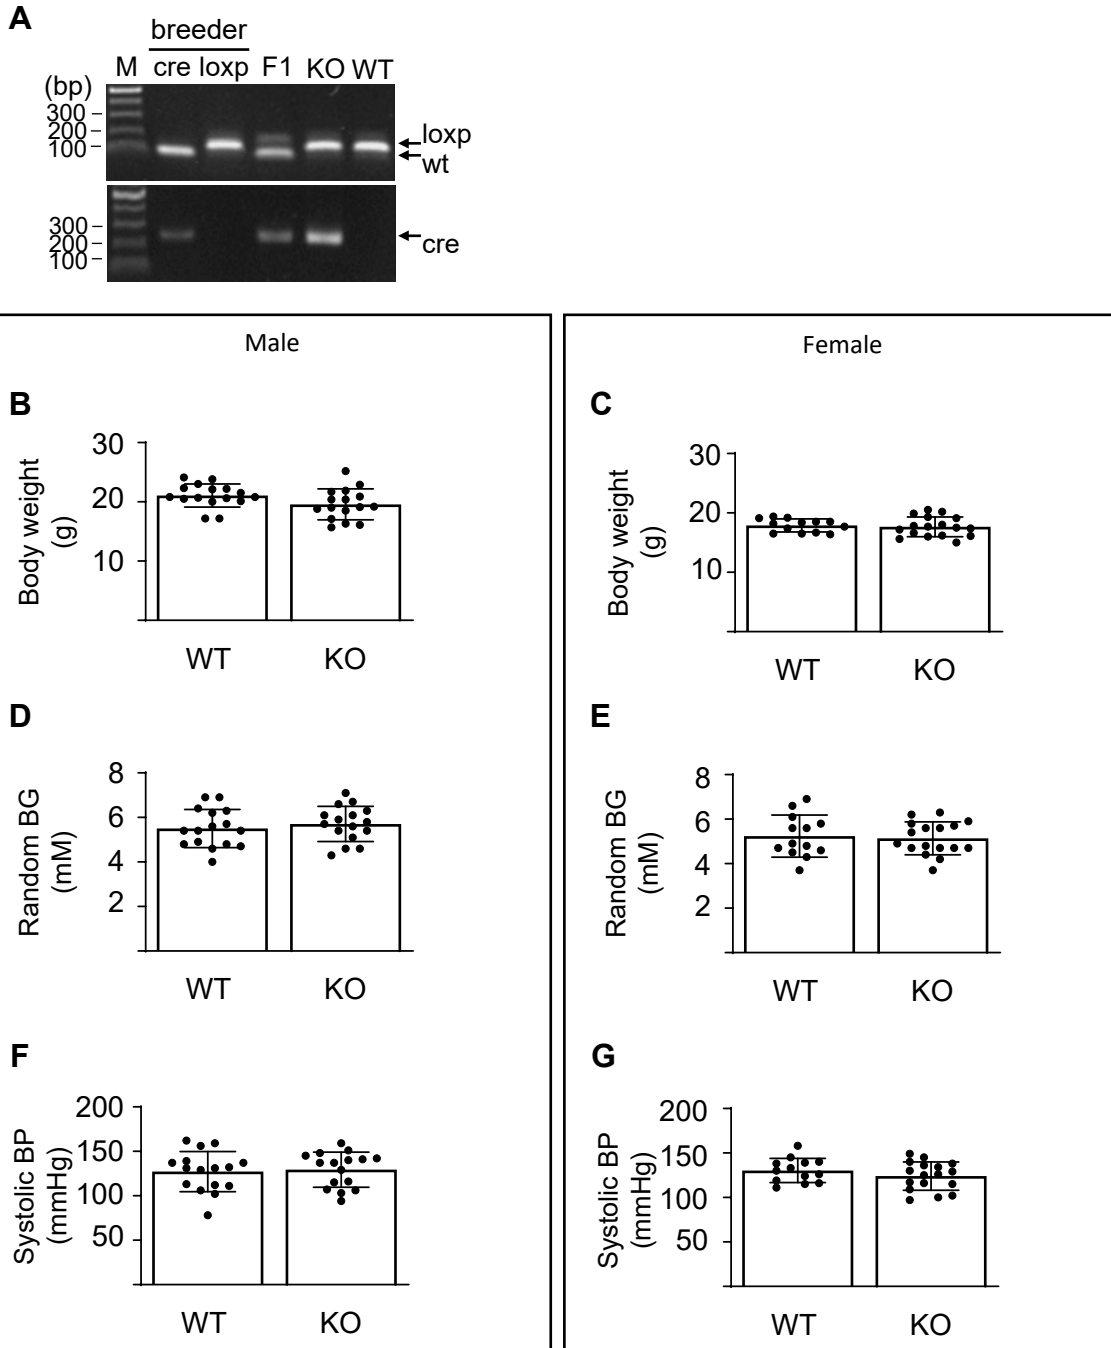 A
breeder
M cre loxp F1 KO WT
(bp)
300
200
100
loxp
wt
300
200
100
cre
Male
Female
B
30
20
10
Body weight
(g)
WT KO
C
30
20
10
Body weight
(g)
WT KO
D
8
6
4
2
Random BG
(mM)
WT KO
E
8
6
4
2
Random BG
(mM)
WT KO
F
200
150
100
50
Systolic BP
(mmHg)
WT KO
G
200
150
100
50
Systolic BP
(mmHg)
WT KO